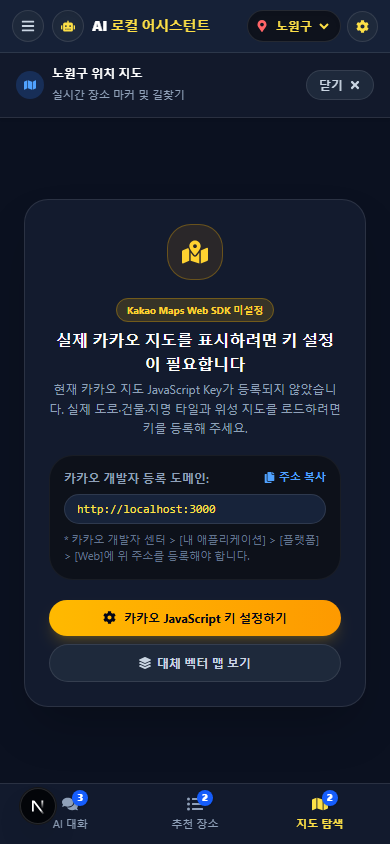 AI 로컬 어시스턴트
노원구
노원구 위치 지도
실시간 장소 마커 및 길찾기
닫기 ×
Kakao Maps Web SDK 미설정
실제 카카오 지도를 표시하려면 키 설정
이 필요합니다
현재 카카오 지도 JavaScript Key가 등록되지 않았습니
다. 실제 도로·건물·지명 타일과 위성 지도를 로드하려면
키를 등록해 주세요.
카카오 개발자 등록 도메인:
주소 복사
http://localhost:3000
* 카카오 개발자 센터 > [내 애플리케이션] > [플랫폼]
> [Web]에 위 주소를 등록해야 합니다.
카카오 JavaScript 키 설정하기
대체 벡터 맵 보기
N
3
AI 대화
2
추천 장소
2
지도 탐색